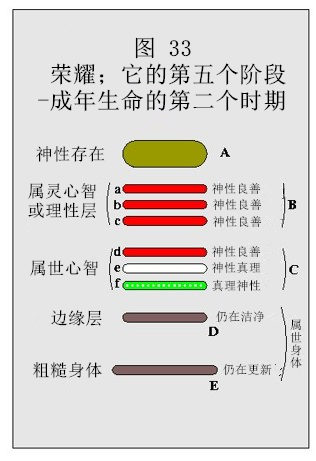 图 33
荣耀；它的第五个阶段
-成年生命的第二个时期
神性存在 A
属灵心智
或理性层
a 神性良善
b 神性良善
c 神性良善
B
属世心智
d 神性良善
e 神性真理
f 真理神性
C
边缘层 仍在洁净
D
粗糙身体 仍在更新
E
属世身体